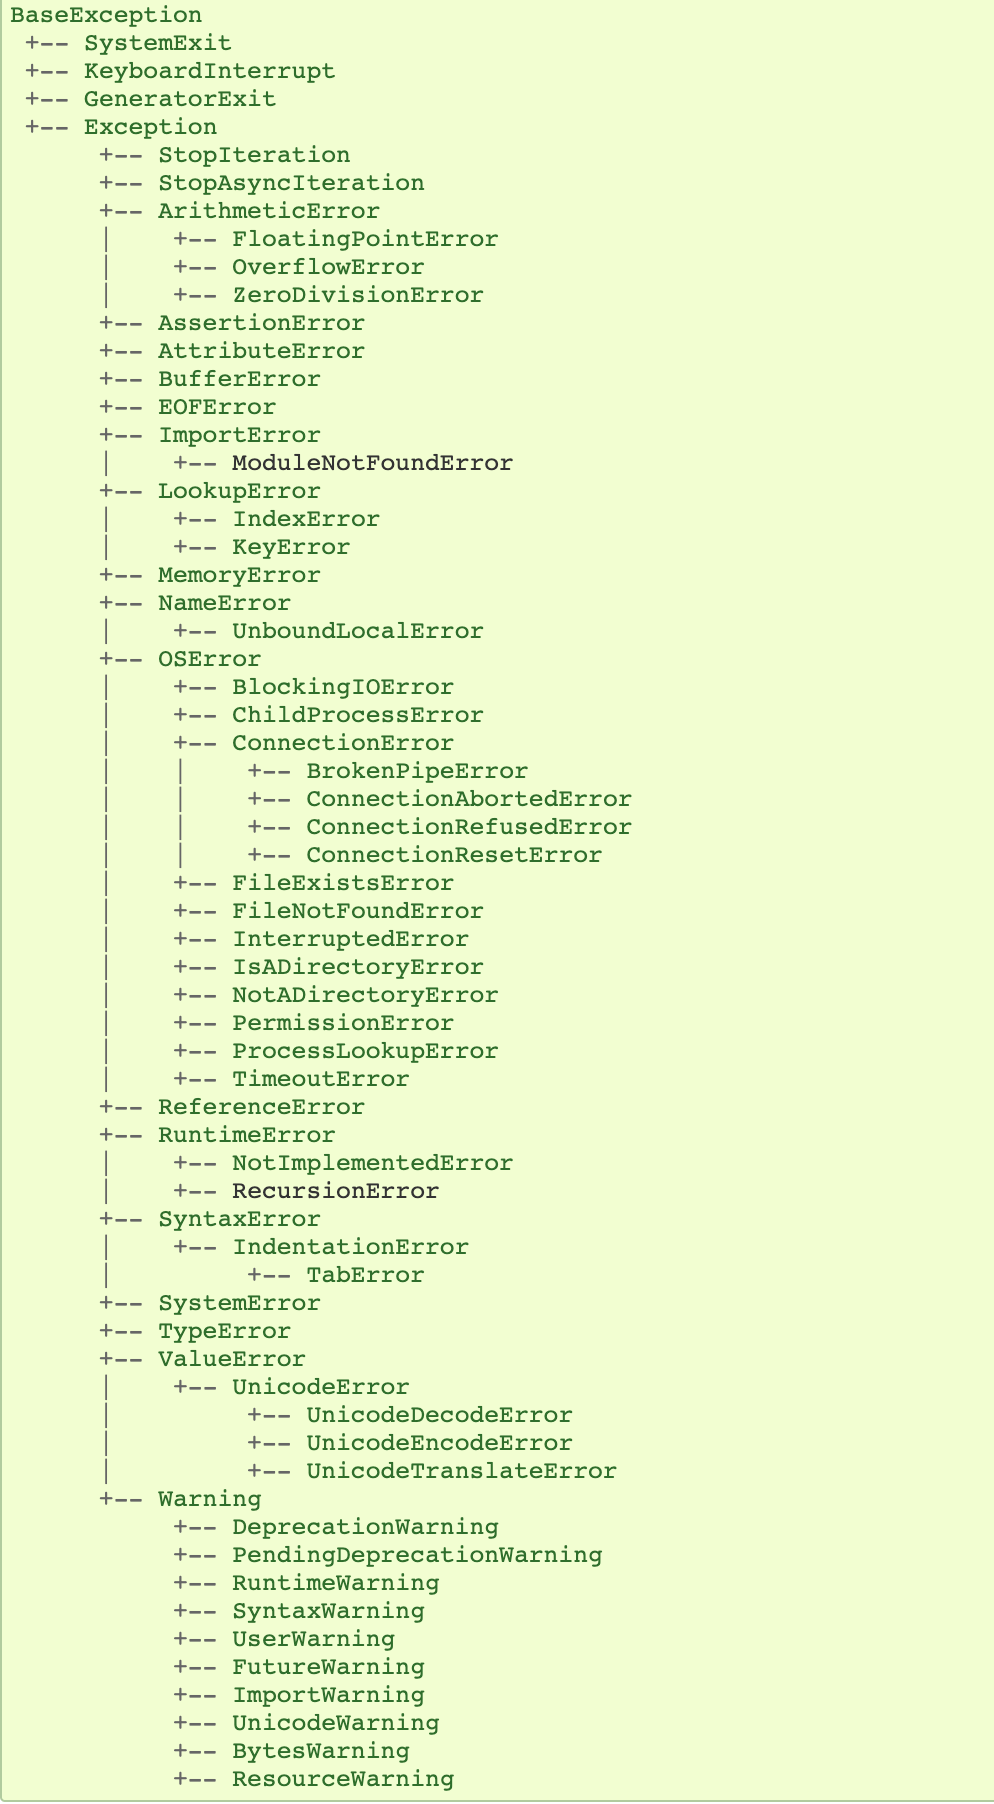 BaseException
 +-- SystemExit
 +-- KeyboardInterrupt
 +-- GeneratorExit
 +-- Exception
      +-- StopIteration
      +-- StopAsyncIteration
      +-- ArithmeticError
      |    +-- FloatingPointError
      |    +-- OverflowError
      |    +-- ZeroDivisionError
      +-- AssertionError
      +-- AttributeError
      +-- BufferError
      +-- EOFError
      +-- ImportError
      |    +-- ModuleNotFoundError
      +-- LookupError
      |    +-- IndexError
      |    +-- KeyError
      +-- MemoryError
      +-- NameError
      |    +-- UnboundLocalError
      +-- OSError
      |    +-- BlockingIOError
      |    +-- ChildProcessError
      |    +-- ConnectionError
      |    |    +-- BrokenPipeError
      |    |    +-- ConnectionAbortedError
      |    |    +-- ConnectionRefusedError
      |    |    +-- ConnectionResetError
      |    +-- FileExistsError
      |    +-- FileNotFoundError
      |    +-- InterruptedError
      |    +-- IsADirectoryError
      |    +-- NotADirectoryError
      |    +-- PermissionError
      |    +-- ProcessLookupError
      |    +-- TimeoutError
      +-- ReferenceError
      +-- RuntimeError
      |    +-- NotImplementedError
      |    +-- RecursionError
      +-- SyntaxError
      |    +-- IndentationError
      |         +-- TabError
      +-- SystemError
      +-- TypeError
      +-- ValueError
      |    +-- UnicodeError
      |         +-- UnicodeDecodeError
      |         +-- UnicodeEncodeError
      |         +-- UnicodeTranslateError
      +-- Warning
           +-- DeprecationWarning
           +-- PendingDeprecationWarning
           +-- RuntimeWarning
           +-- SyntaxWarning
           +-- UserWarning
           +-- FutureWarning
           +-- ImportWarning
           +-- UnicodeWarning
           +-- BytesWarning
           +-- ResourceWarning